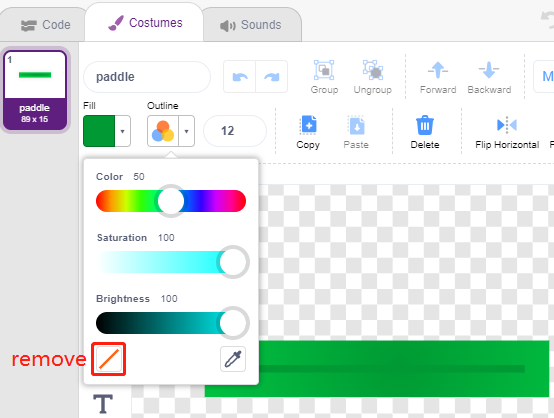 Code
Costumes
Sounds
1
paddle
89 x 15
paddle
Group
Ungroup
Forward
Backward
Fill
Outline
12
Copy
Paste
Delete
Flip Horizontal
Color 50
Saturation 100
Brightness 100
remove
T